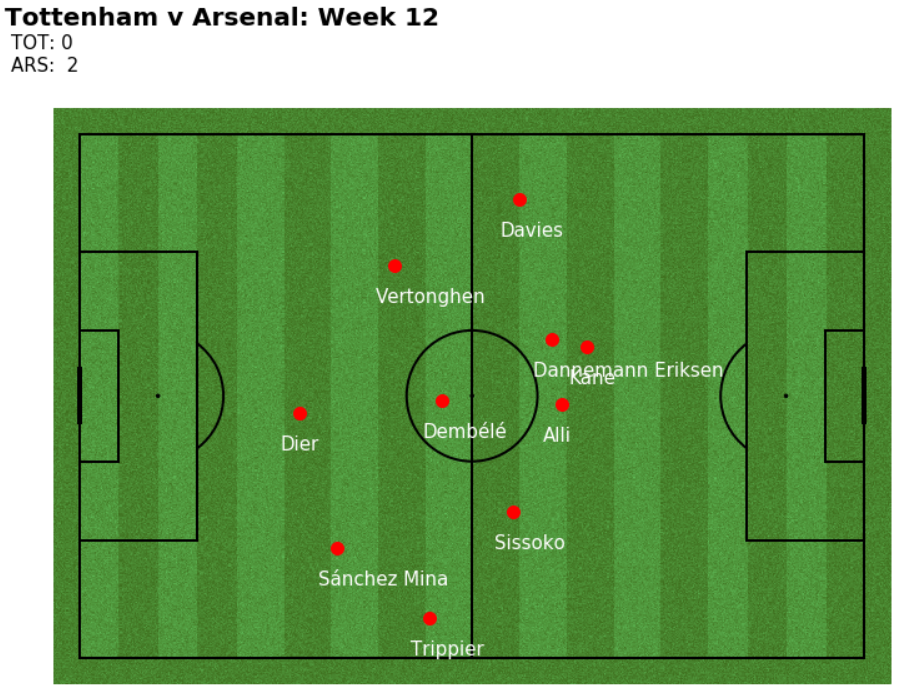 Tottenham v Arsenal: Week 12
TOT: 0
ARS:  2
Davies
Vertonghen
Dannemann Eriksen
Kane
Dembélé
Alli
Dier
Sissoko
Sánchez Mina
Trippier